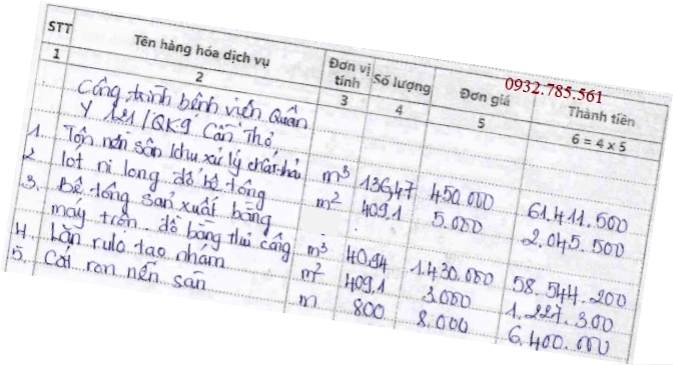 0932.785.561
STT Tên hàng hóa dịch vụ Đơn vị tính Số lượng Đơn giá Thành tiền
1 2 3 4 5 6 = 4 x 5
Công trình bệnh viện Quân
Y 121/QK9 Cần Thơ
1. Tôn nền sân khu xử lý chất thải m³ 136,47 450.000 61.411.500
2. lót ni long đổ bê tông m² 409,1 5.000 2.045.500
3. Bê tông sản xuất bằng
máy trộn. đổ bằng thủ công m³ 40,94 1.430.000 58.544.200
4. Lăn rulo tạo nhám m² 409,1 3.000 1.227.300
5. Cắt ron nền sân m 800 8.000 6.400.000